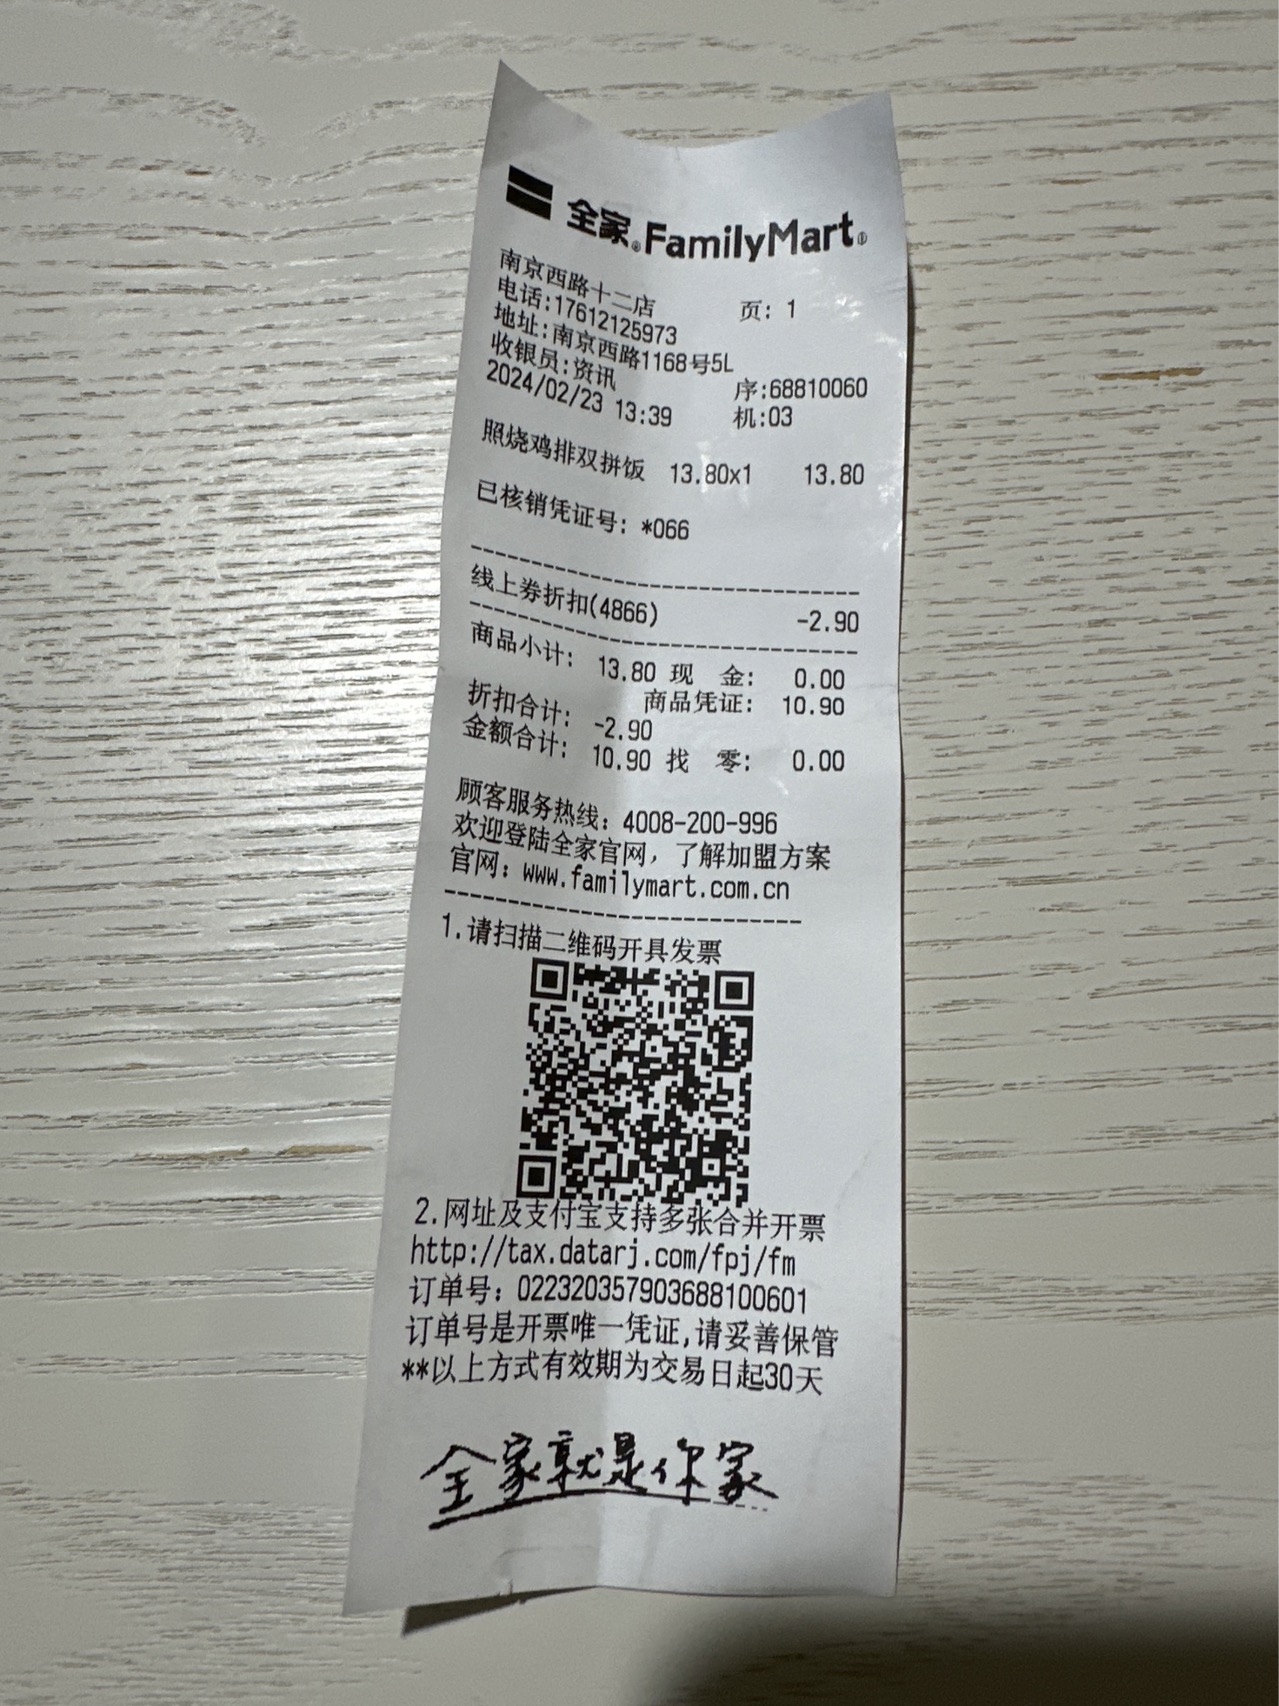 全家 FamilyMart
南京西路十二店 页: 1
电话:17612125973
地址:南京西路1168号5L
收银员:资讯 序:68810060
2024/02/23 13:39 机:03
照烧鸡排双拼饭 13.80x1 13.80
已核销凭证号: *066
线上券折扣(4866) -2.90
商品小计: 13.80 现 金: 0.00
商品凭证: 10.90
折扣合计: -2.90
金额合计: 10.90 找 零: 0.00
顾客服务热线: 4008-200-996
欢迎登陆全家官网, 了解加盟方案
官网: www.familymart.com.cn
1.请扫描二维码开具发票
2.网址及支付宝支持多张合并开票
http://tax.datarj.com/fpj/fm
订单号: 0223203579036881​00601
订单号是开票唯一凭证,请妥善保管
**以上方式有效期为交易日起30天
全家就是你家